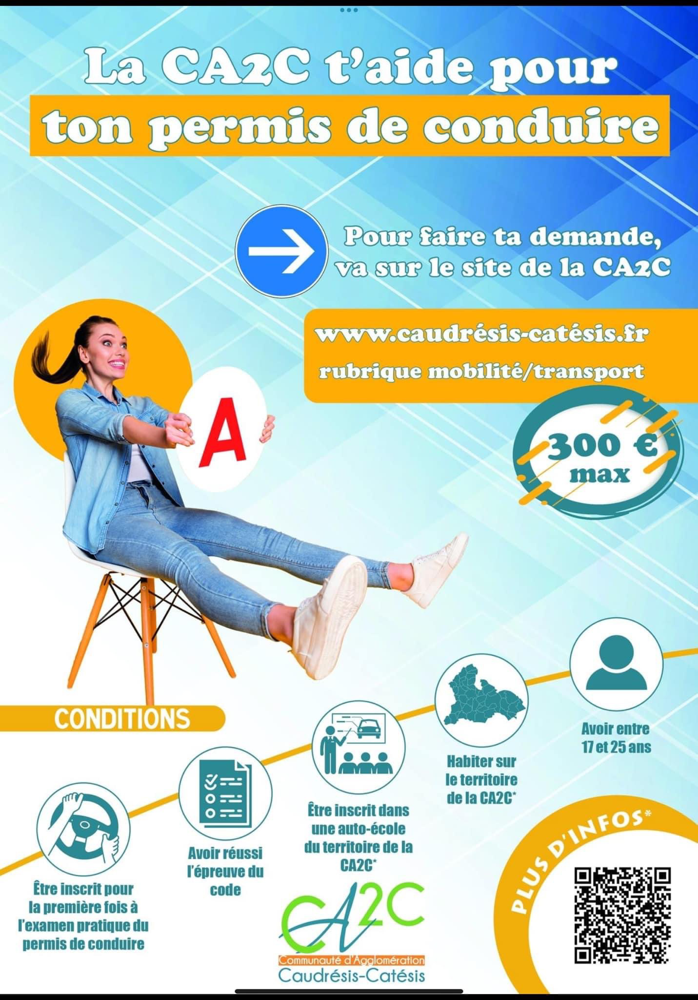 La CA2C t'aide pour
ton permis de conduire
Pour faire ta demande,
va sur le site de la CA2C
www.caudrésis-catésis.fr
rubrique mobilité/transport
A
300 €
max
CONDITIONS
Avoir entre
17 et 25 ans
Habiter sur
le territoire
de la CA2C*
Être inscrit dans
une auto-école
du territoire de la
CA2C*
Avoir réussi
l'épreuve du
code
Être inscrit pour
la première fois à
l'examen pratique du
permis de conduire
PLUS D'INFOS*
CA2C
Communauté d'Agglomération
Caudrésis-Catésis